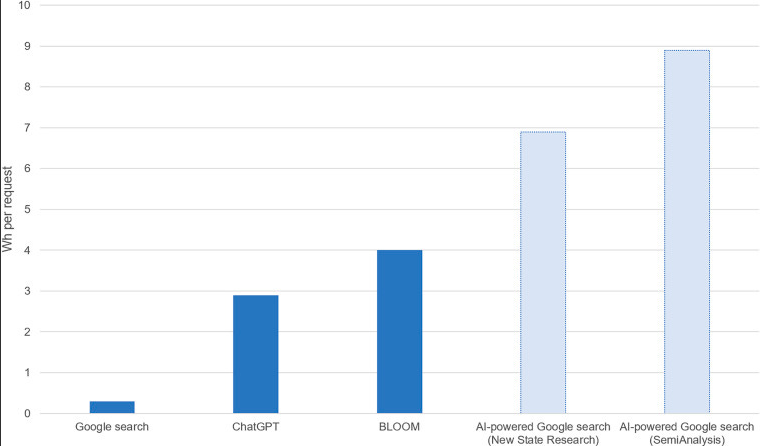 10
9
8
7
6
5
4
3
2
1
0
Wh per request
Google search
ChatGPT
BLOOM
AI-powered Google search
(New State Research)
AI-powered Google search
(SemiAnalysis)